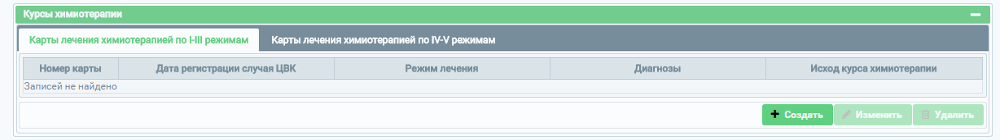 Курсы химиотерапии
Карты лечения химиотерапией по I-III режимам Карты лечения химиотерапией по IV-V режимам
Номер карты Дата регистрации случая ЦВК Режим лечения Диагнозы Исход курса химиотерапии
Записей не найдено
Создать Изменить Удалить